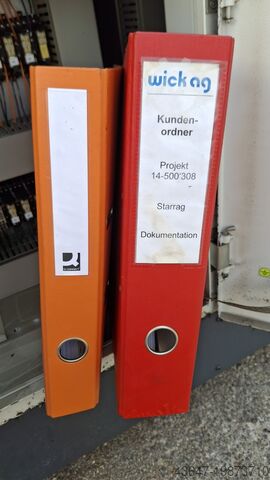 wick ag
Kunden-
ordner
Projekt
14-500'308
Starrag
Dokumentation